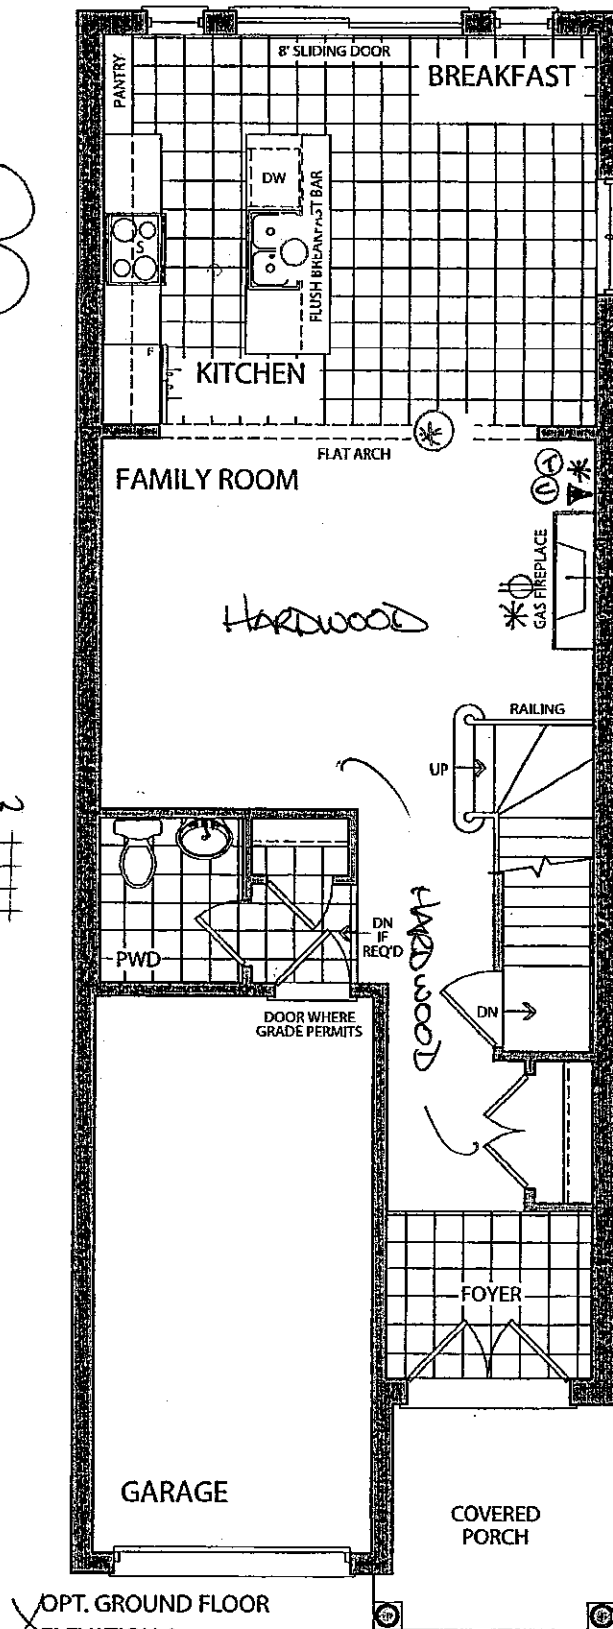 8' SLIDING DOOR
BREAKFAST
PANTRY
DW
FLUSH BREAKFAST BAR
S
F
KITCHEN
FLAT ARCH
FAMILY ROOM
T
V
GAS FIREPLACE
HARDWOOD
RAILING
UP
HARDWOOD
PWD
DN
IF
REQ'D
DN
DOOR WHERE
GRADE PERMITS
FOYER
GARAGE
COVERED
PORCH
OPT. GROUND FLOOR